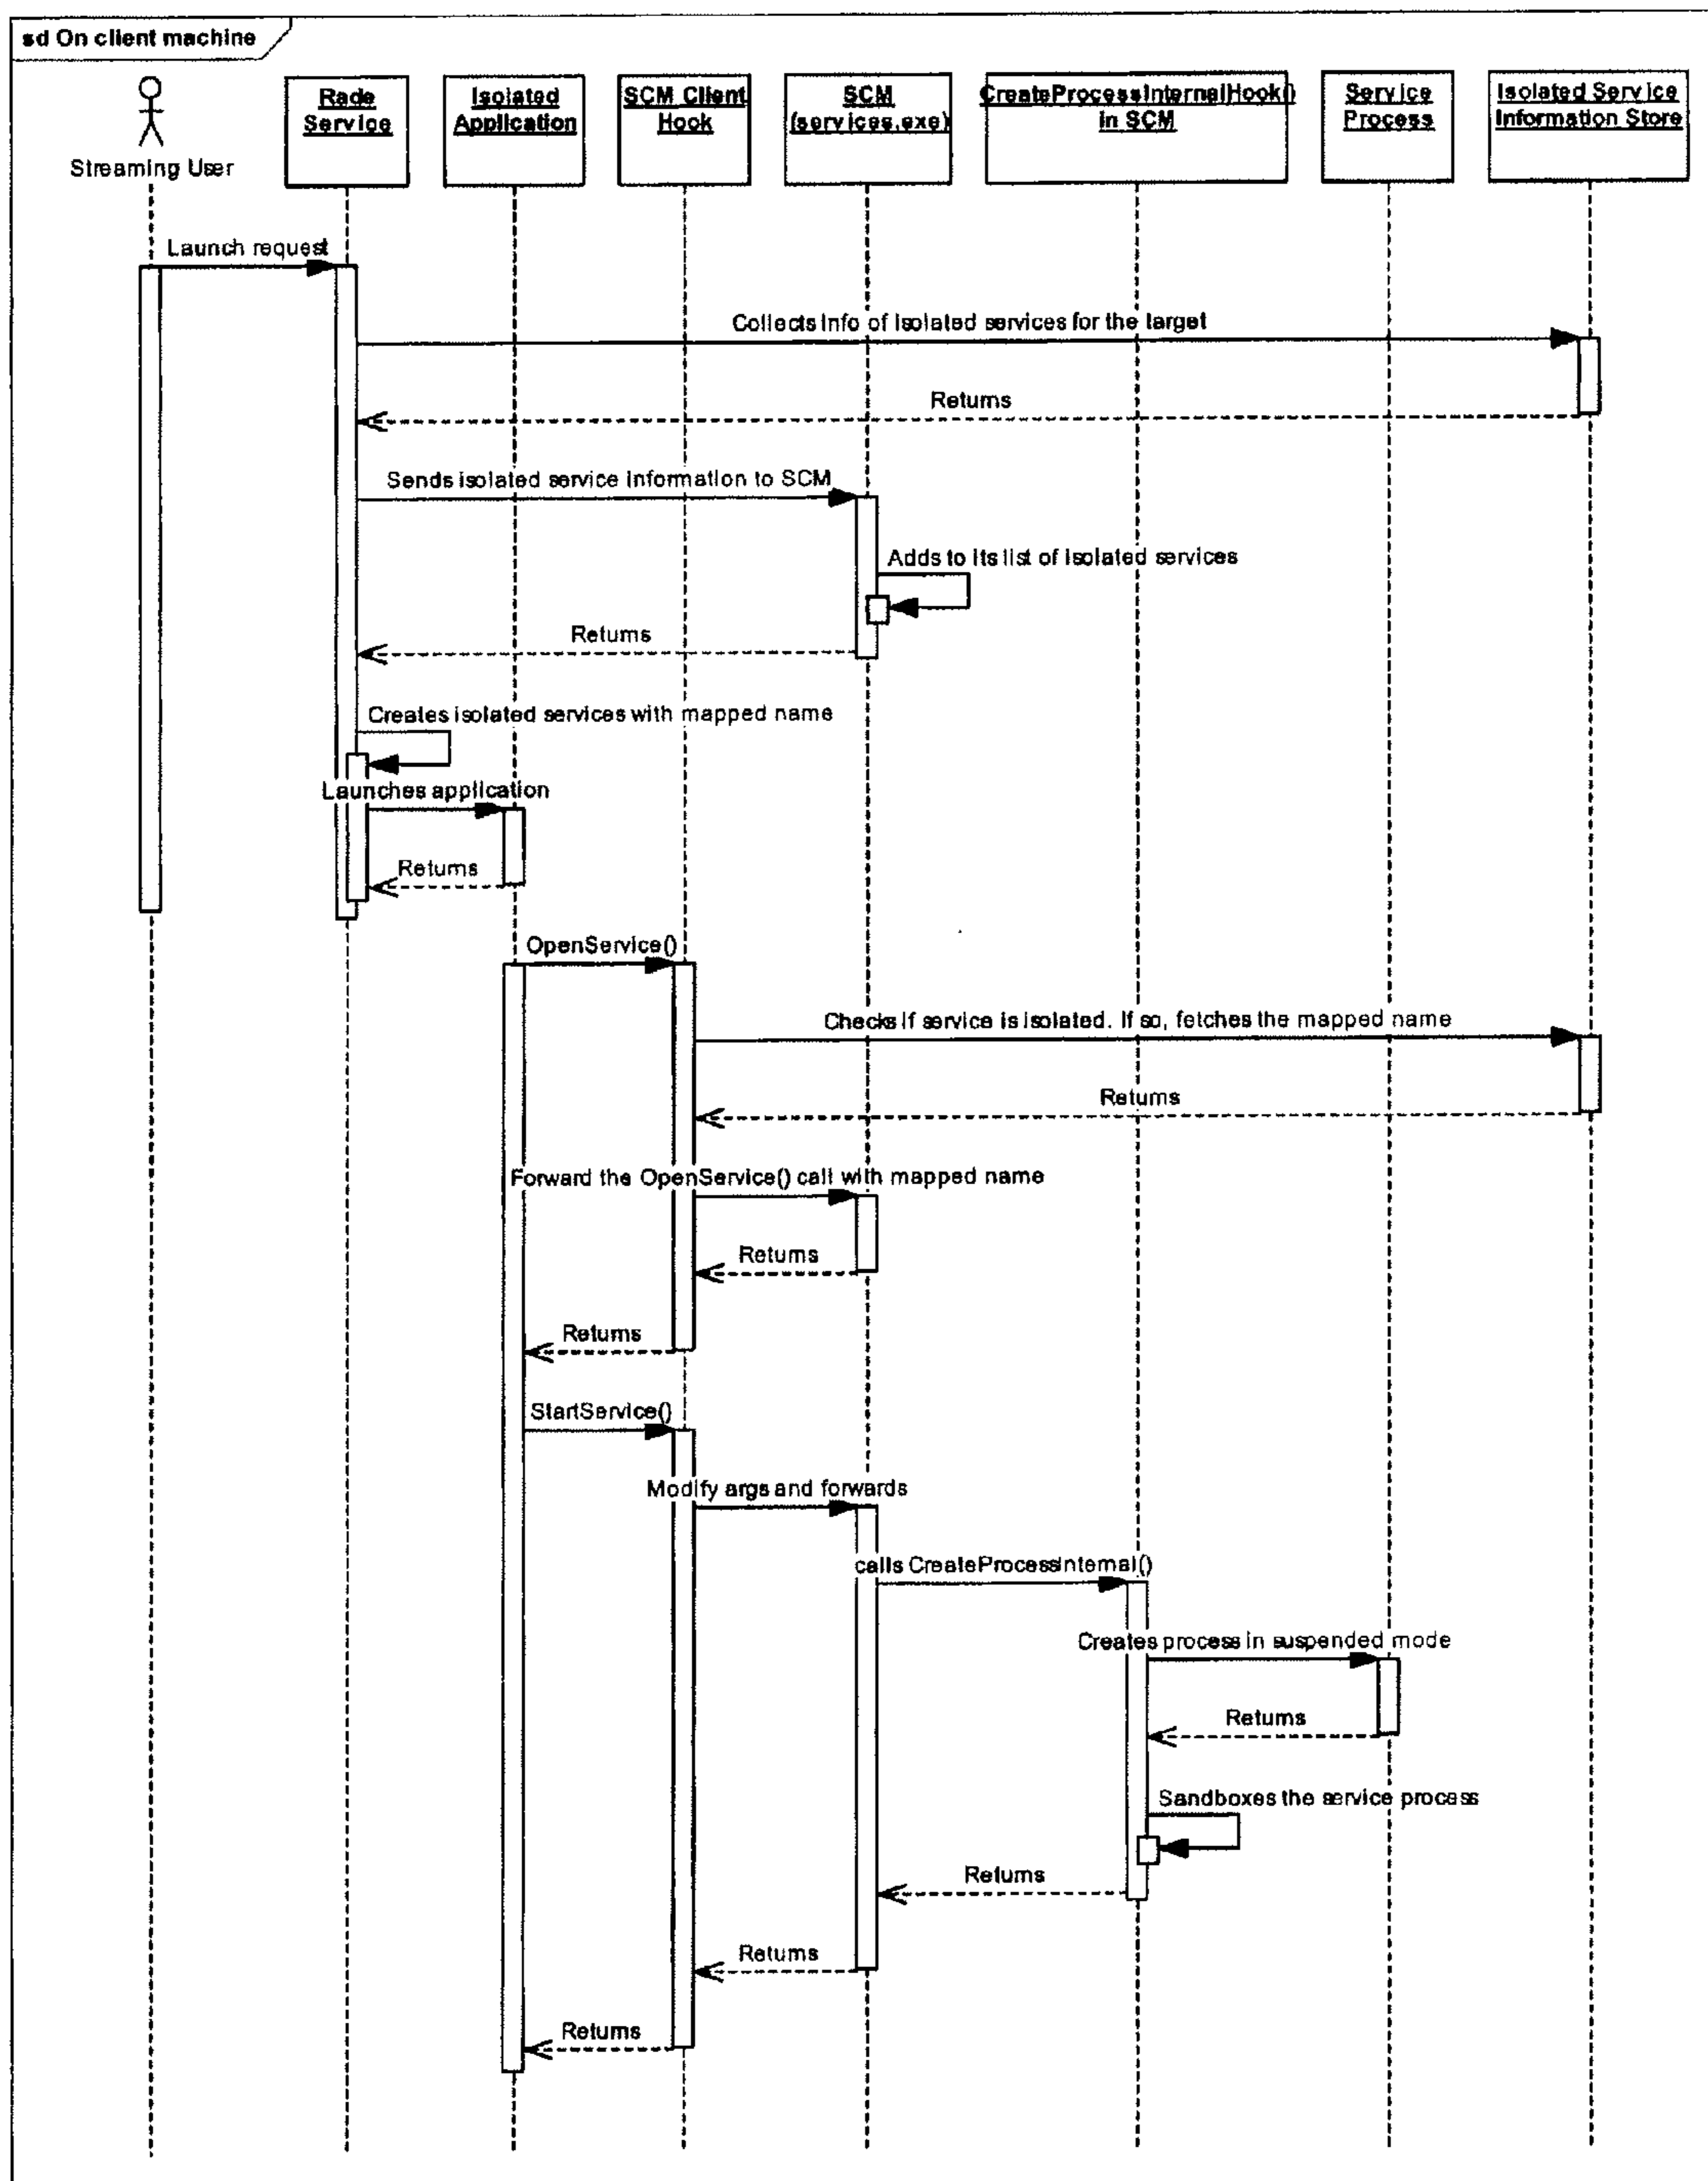 sd On client machine
Streaming User
Rade
Service
Isolated
Application
SCM Client
Hook
SCM
(services.exe)
CreateProcessInternalHook()
in SCM
Service
Process
Isolated Service
Information Store
Launch request
Collects info of isolated services for the target
Returns
Sends isolated service information to SCM
Adds to its list of isolated services
Returns
Creates isolated services with mapped name
Launches application
Returns
OpenService()
Checks if service is isolated. If so, fetches the mapped name
Returns
Forward the OpenService() call with mapped name
Returns
Returns
StartService()
Modify args and forwards
calls CreateProcessInternal()
Creates process in suspended mode
Returns
Sandboxes the service process
Returns
Returns
Returns